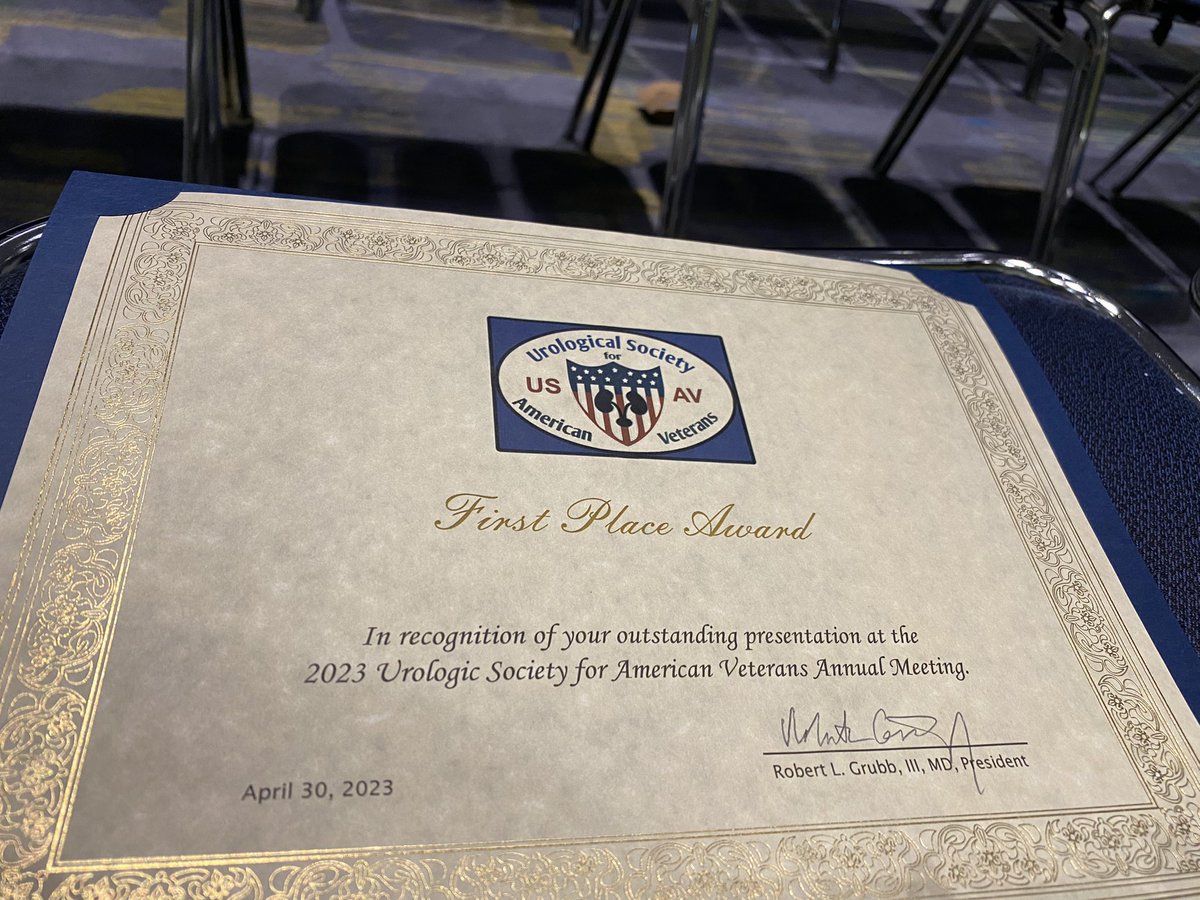 Urological Society
for
US AV
American Veterans
First Place Award
In recognition of your outstanding presentation at the
2023 Urologic Society for American Veterans Annual Meeting.
Robert L. Grubb, III, MD, President
April 30, 2023